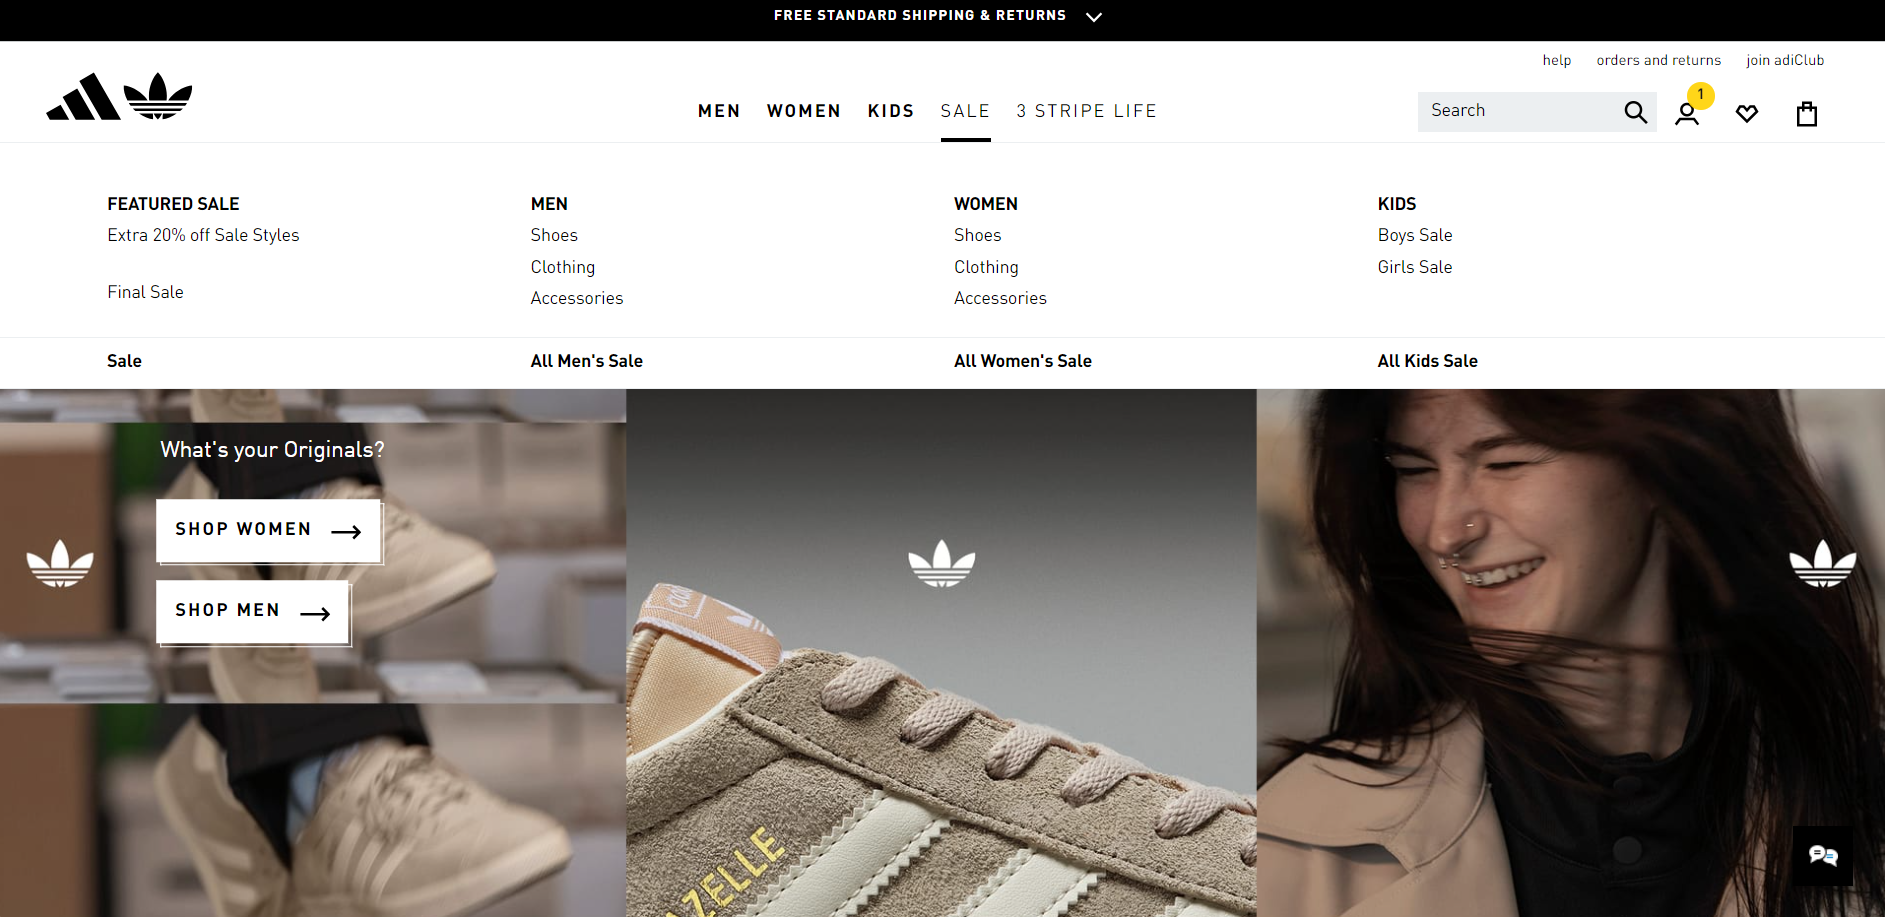 FREE STANDARD SHIPPING & RETURNS
help orders and returns join adiClub
MEN WOMEN KIDS SALE 3 STRIPE LIFE
Search
1
FEATURED SALE
Extra 20% off Sale Styles
Final Sale
Sale
MEN
Shoes
Clothing
Accessories
All Men's Sale
WOMEN
Shoes
Clothing
Accessories
All Women's Sale
KIDS
Boys Sale
Girls Sale
All Kids Sale
What's your Originals?
SHOP WOMEN
SHOP MEN
AZELLE